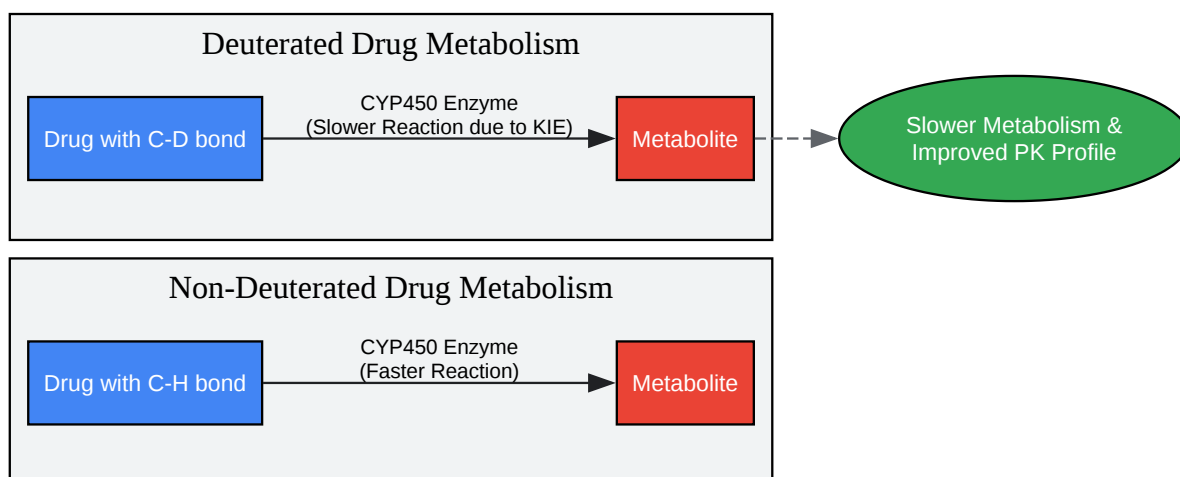 Deuterated Drug Metabolism
Drug with C-D bond
CYP450 Enzyme
(Slower Reaction due to KIE)
Metabolite
Slower Metabolism &
Improved PK Profile
Non-Deuterated Drug Metabolism
Drug with C-H bond
CYP450 Enzyme
(Faster Reaction)
Metabolite